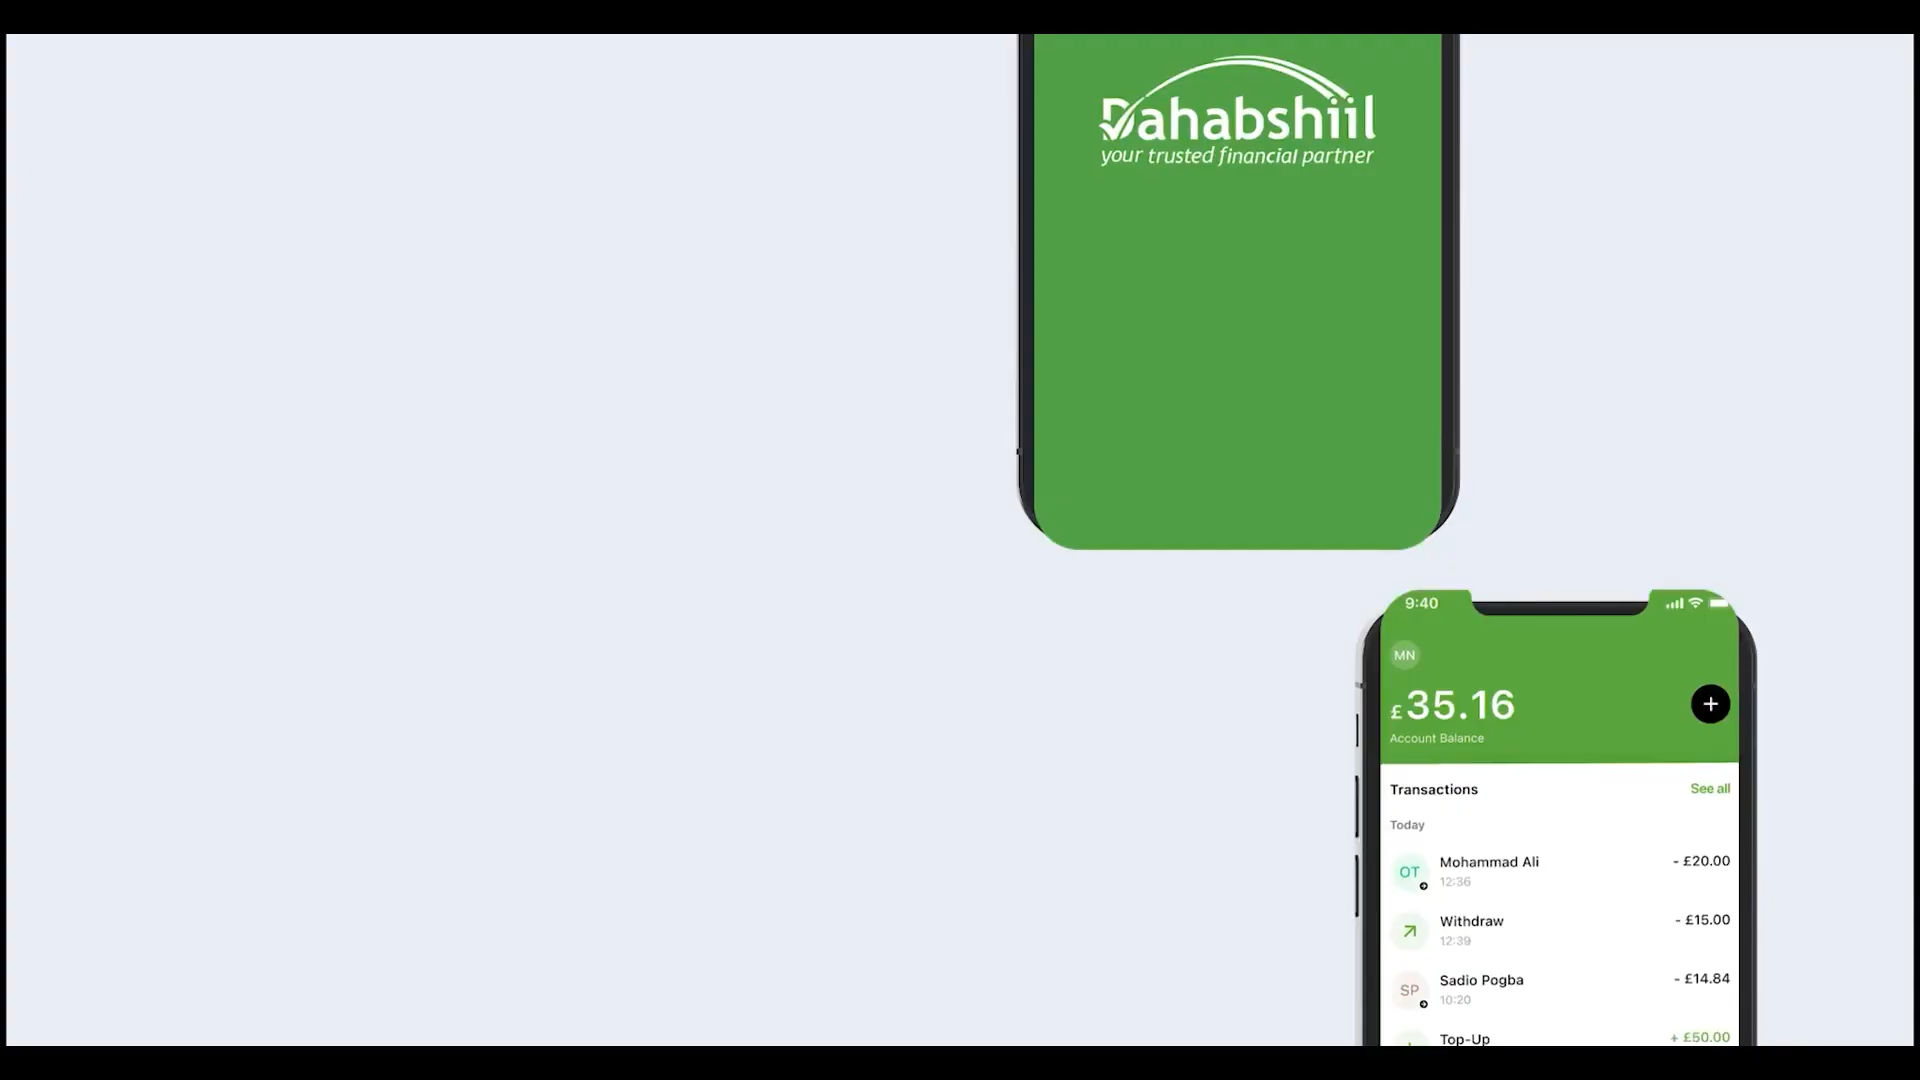 Dahabshiil
your trusted financial partner
9:40
MN
£35.16
Account Balance
Transactions
See all
Today
OT
Mohammad Ali
- £20.00
12:36
Withdraw
- £15.00
12:39
SP
Sadio Pogba
- £14.84
10:20
Top-Up
+ £50.00